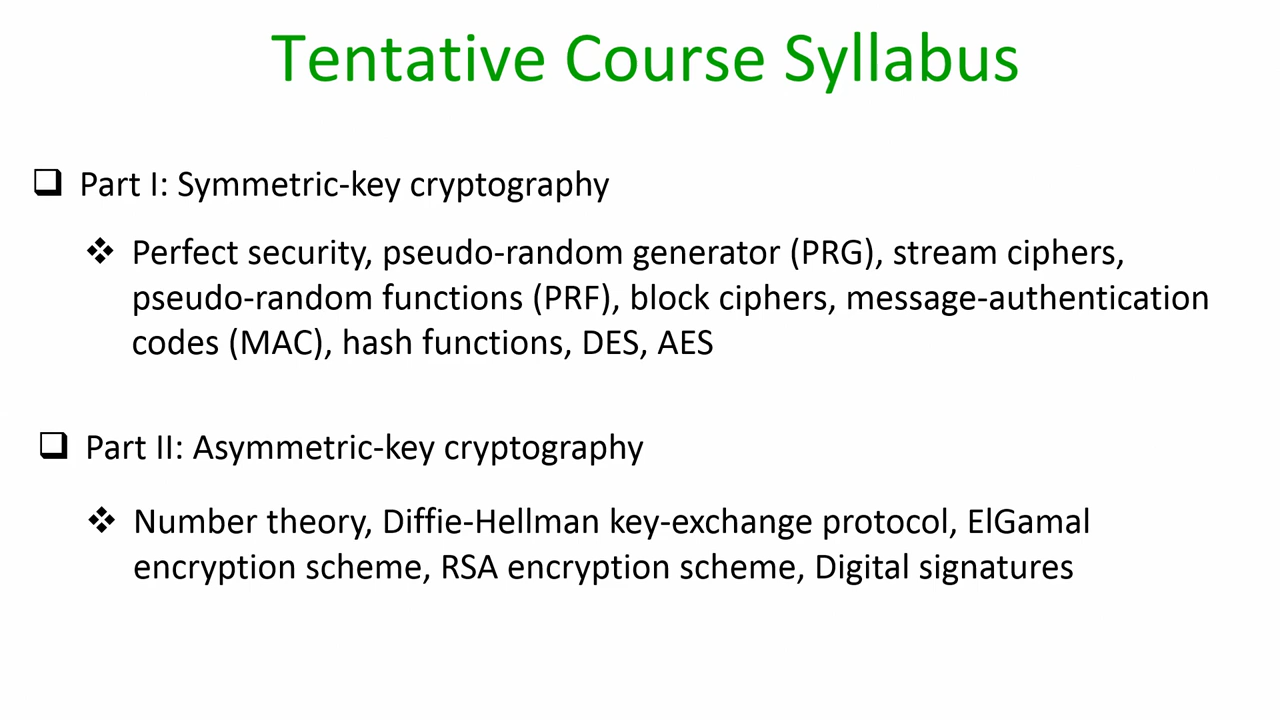 Tentative Course Syllabus
❑ Part I: Symmetric-key cryptography
❖ Perfect security, pseudo-random generator (PRG), stream ciphers,
pseudo-random functions (PRF), block ciphers, message-authentication
codes (MAC), hash functions, DES, AES
❑ Part II: Asymmetric-key cryptography
❖ Number theory, Diffie-Hellman key-exchange protocol, ElGamal
encryption scheme, RSA encryption scheme, Digital signatures